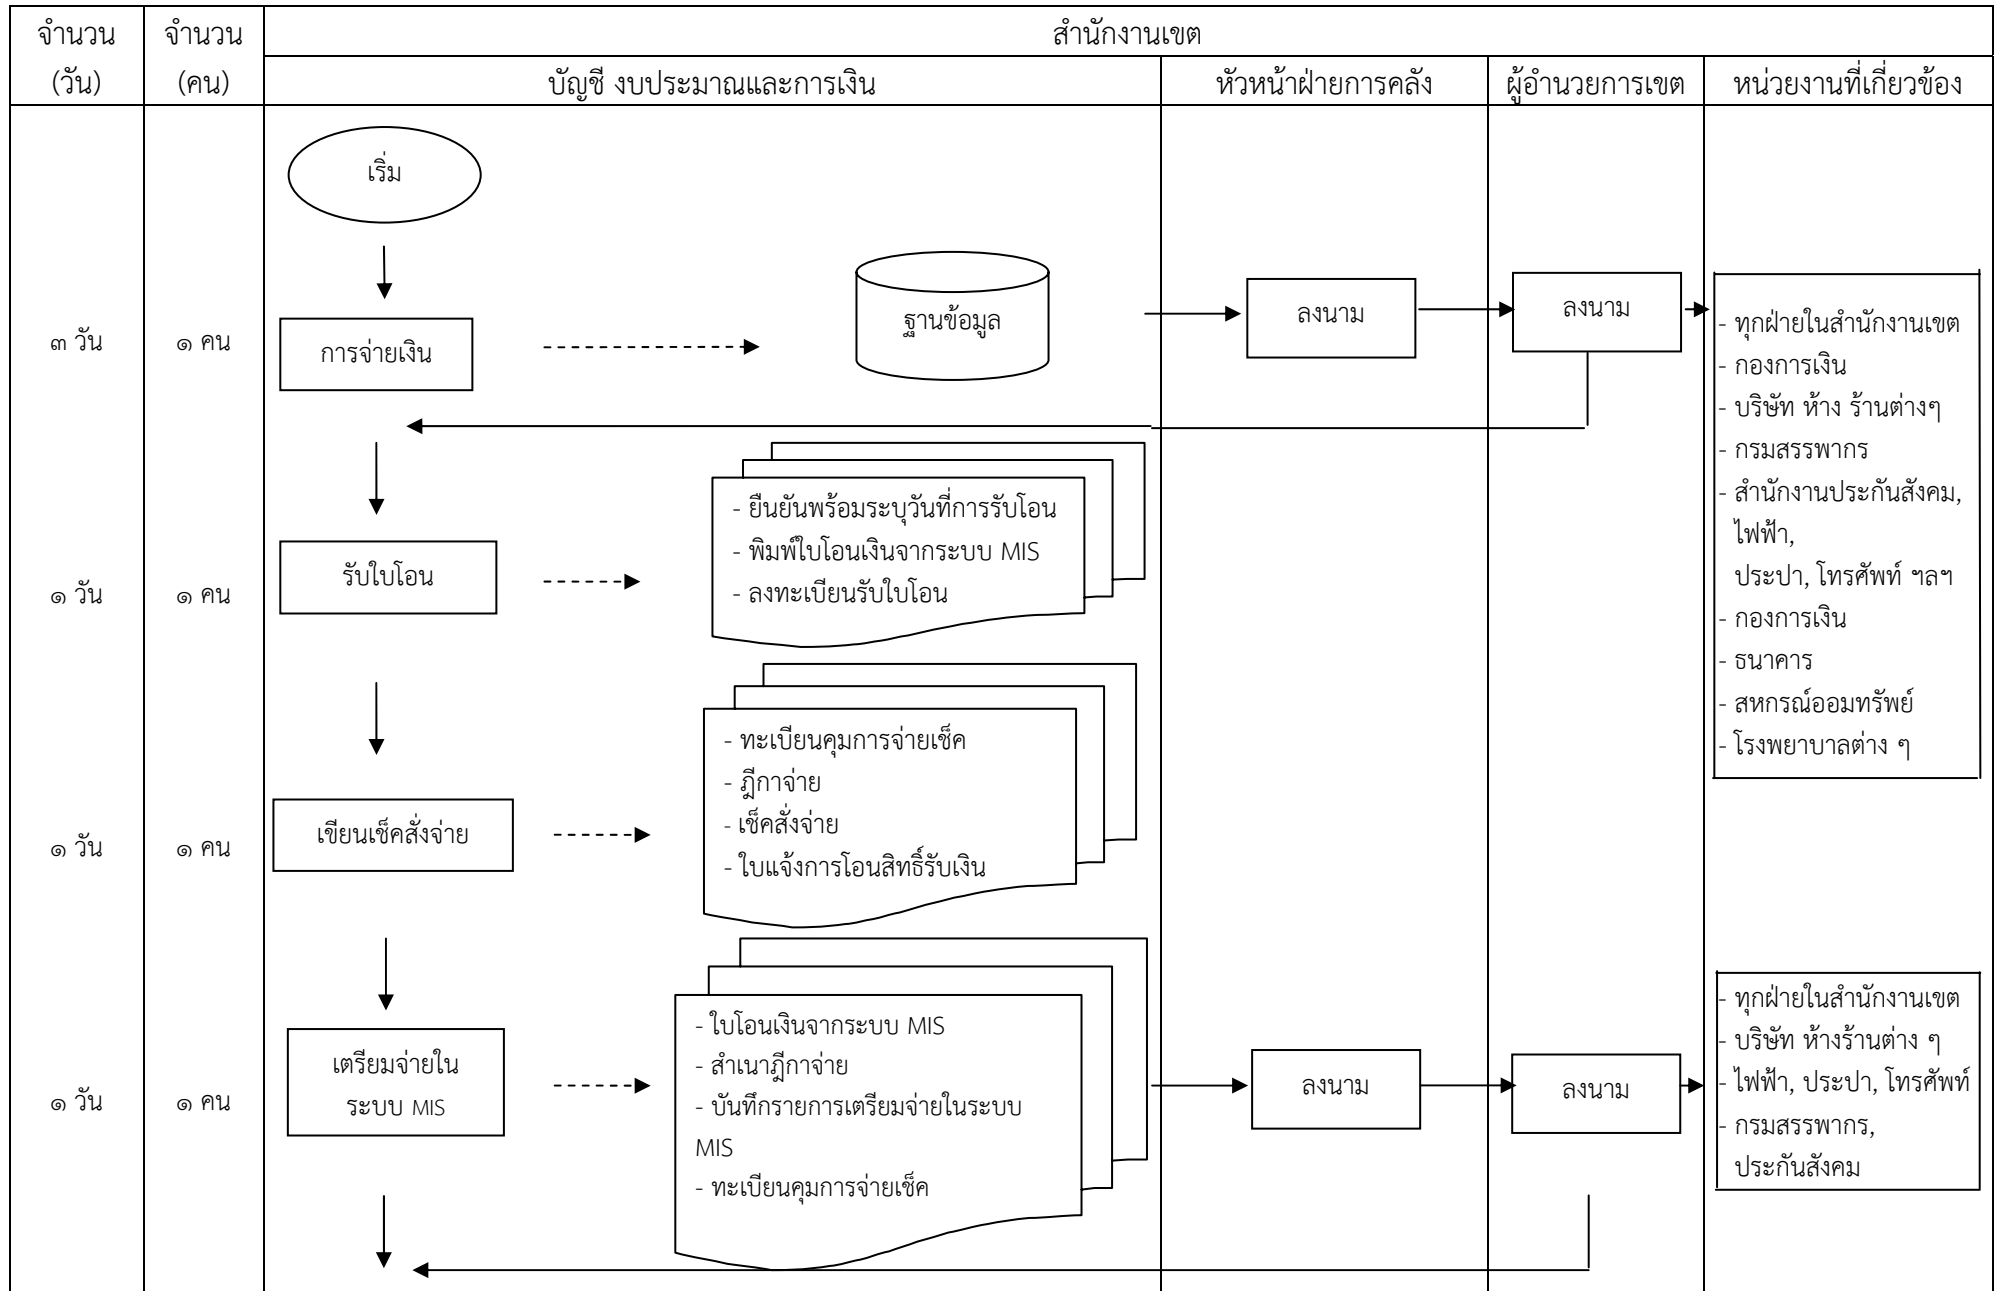 จำนวน
(วัน)
จำนวน
(คน)
สำนักงานเขต
บัญชี งบประมาณและการเงิน
หัวหน้าฝ่ายการคลัง
ผู้อำนวยการเขต
หน่วยงานที่เกี่ยวข้อง
เริ่ม
๓ วัน
๑ คน
การจ่ายเงิน
ฐานข้อมูล
ลงนาม
ลงนาม
- ทุกฝ่ายในสำนักงานเขต
- กองการเงิน
- บริษัท ห้าง ร้านต่างๆ
- กรมสรรพากร
- สำนักงานประกันสังคม,
ไฟฟ้า,
ประปา, โทรศัพท์ ฯลฯ
- กองการเงิน
- ธนาคาร
- สหกรณ์ออมทรัพย์
- โรงพยาบาลต่าง ๆ
๑ วัน
๑ คน
รับใบโอน
- ยืนยันพร้อมระบุวันที่การรับโอน
- พิมพ์ใบโอนเงินจากระบบ MIS
- ลงทะเบียนรับใบโอน
๑ วัน
๑ คน
เขียนเช็คสั่งจ่าย
- ทะเบียนคุมการจ่ายเช็ค
- ฎีกาจ่าย
- เช็คสั่งจ่าย
- ใบแจ้งการโอนสิทธิ์รับเงิน
๑ วัน
๑ คน
เตรียมจ่ายใน
ระบบ MIS
- ใบโอนเงินจากระบบ MIS
- สำเนาฎีกาจ่าย
- บันทึกรายการเตรียมจ่ายในระบบ
MIS
- ทะเบียนคุมการจ่ายเช็ค
ลงนาม
ลงนาม
- ทุกฝ่ายในสำนักงานเขต
- บริษัท ห้างร้านต่าง ๆ
- ไฟฟ้า, ประปา, โทรศัพท์
- กรมสรรพากร,
ประกันสังคม